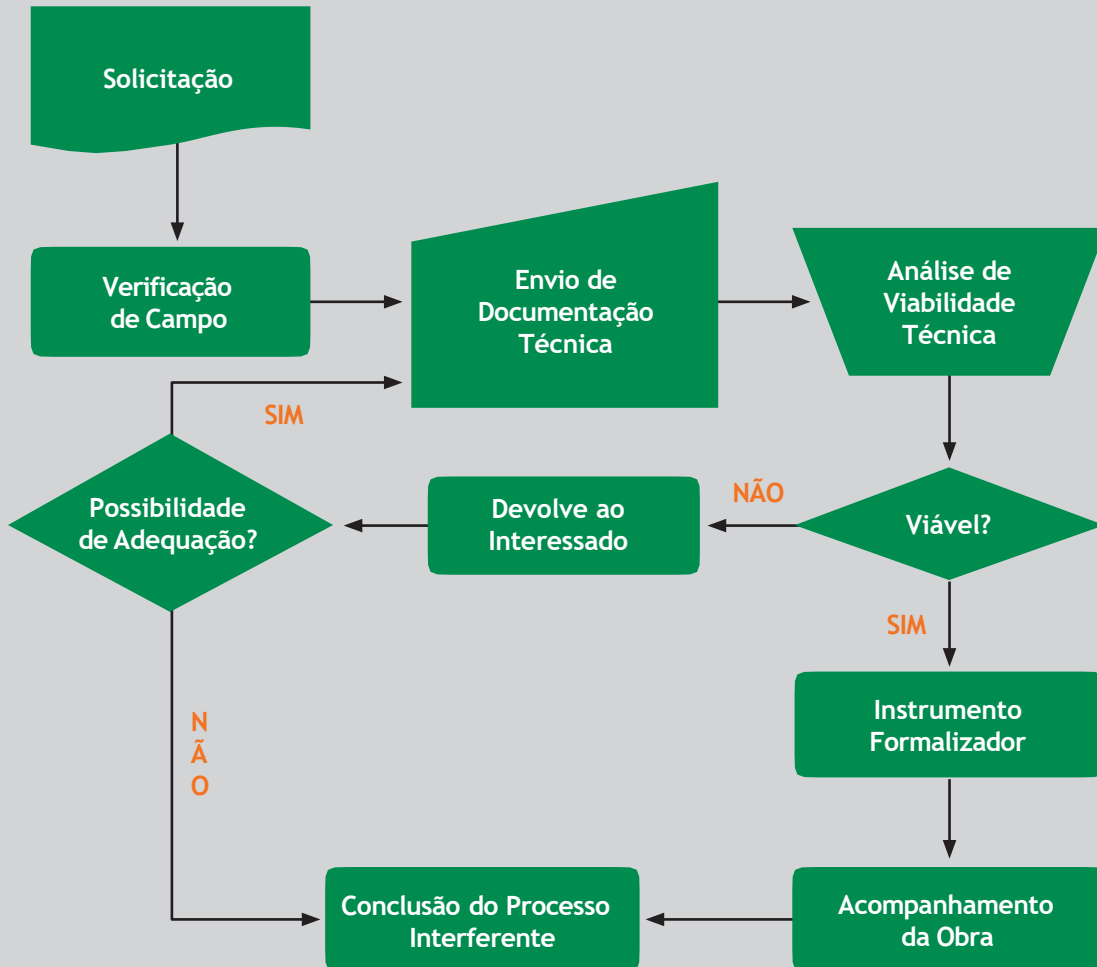 Solicitação
Verificação
de Campo
Envio de
Documentação
Técnica
Análise de
Viabilidade
Técnica
SIM
Possibilidade
de Adequação?
Devolve ao
Interessado
NÃO
Viável?
SIM
Instrumento
Formalizador
N
Ã
O
Conclusão do Processo
Interferente
Acompanhamento
da Obra